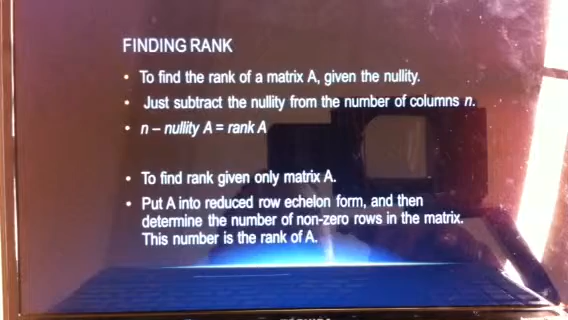 FINDING RANK
• To find the rank of a matrix A, given the nullity.
• Just subtract the nullity from the number of columns n.
• n – nullity A = rank A
• To find rank given only matrix A.
• Put A into reduced row echelon form, and then
determine the number of non-zero rows in the matrix.
This number is the rank of A.